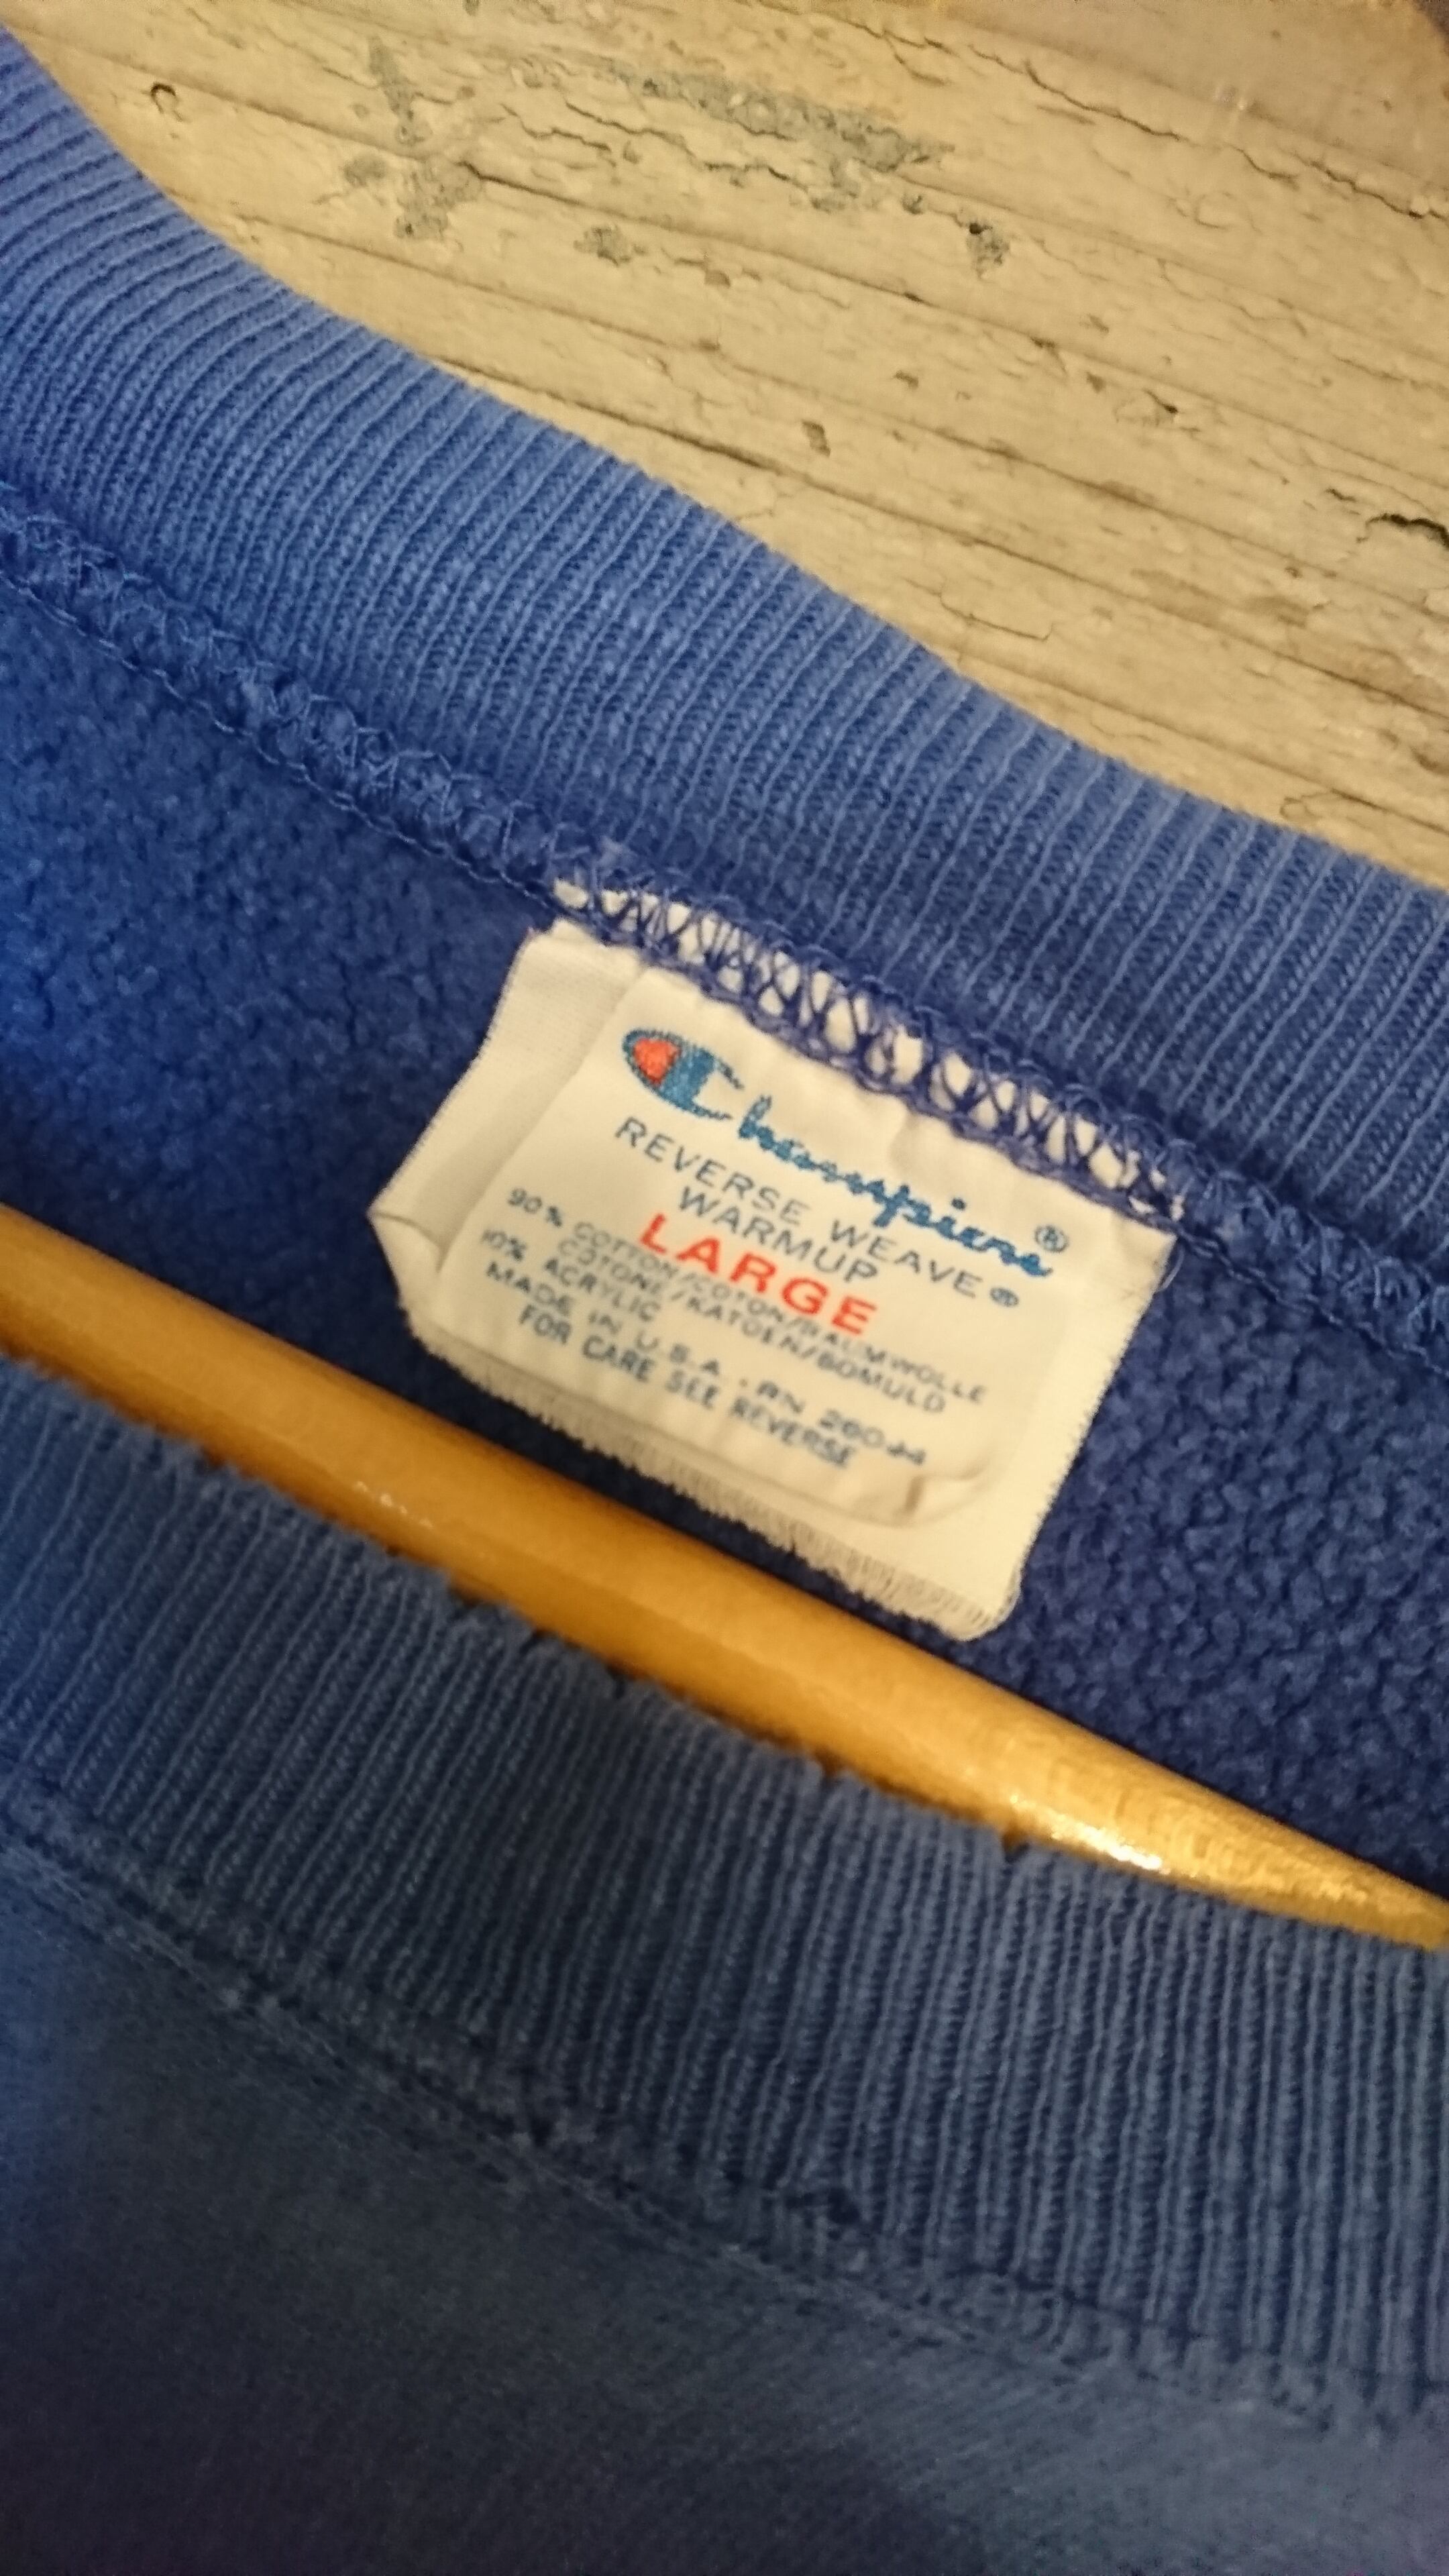 Champion®
REVERSE WEAVE®
WARMUP
LARGE
90% COTTON/COTON/BAUMWOLLE
COTONE/KATOEN/BOMULD
10% ACRYLIC
MADE IN U.S.A. RN 26094
FOR CARE SEE REVERSE